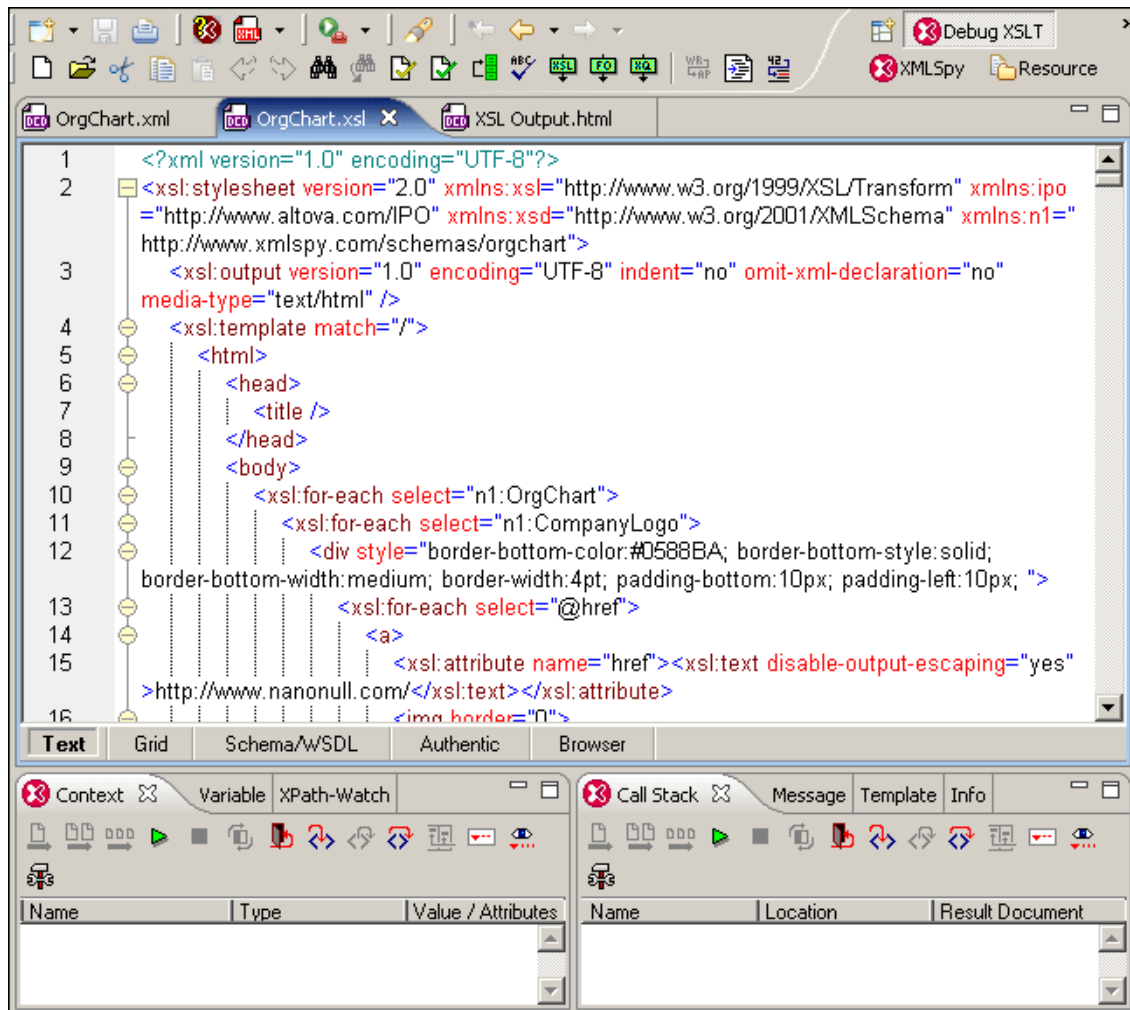 Debug XSLT
XMLSpy Resource
OrgChart.xml OrgChart.xsl XSL Output.html
1 <?xml version="1.0" encoding="UTF-8"?>
2 <xsl:stylesheet version="2.0" xmlns:xsl="http://www.w3.org/1999/XSL/Transform" xmlns:ipo
="http://www.altova.com/IPO" xmlns:xsd="http://www.w3.org/2001/XMLSchema" xmlns:n1="
http://www.xmlspy.com/schemas/orgchart">
3 <xsl:output version="1.0" encoding="UTF-8" indent="no" omit-xml-declaration="no"
media-type="text/html" />
4 <xsl:template match="/">
5 <html>
6 <head>
7 <title />
8 </head>
9 <body>
10 <xsl:for-each select="n1:OrgChart">
11 <xsl:for-each select="n1:CompanyLogo">
12 <div style="border-bottom-color:#0588BA; border-bottom-style:solid;
border-bottom-width:medium; border-width:4pt; padding-bottom:10px; padding-left:10px; ">
13 <xsl:for-each select="@href">
14 <a>
15 <xsl:attribute name="href"><xsl:text disable-output-escaping="yes"
>http://www.nanonull.com/</xsl:text></xsl:attribute>
16 <img border="0">
Text Grid Schema/WSDL Authentic Browser
Context Variable XPath-Watch
Name Type Value / Attributes
Call Stack Message Template Info
Name Location Result Document